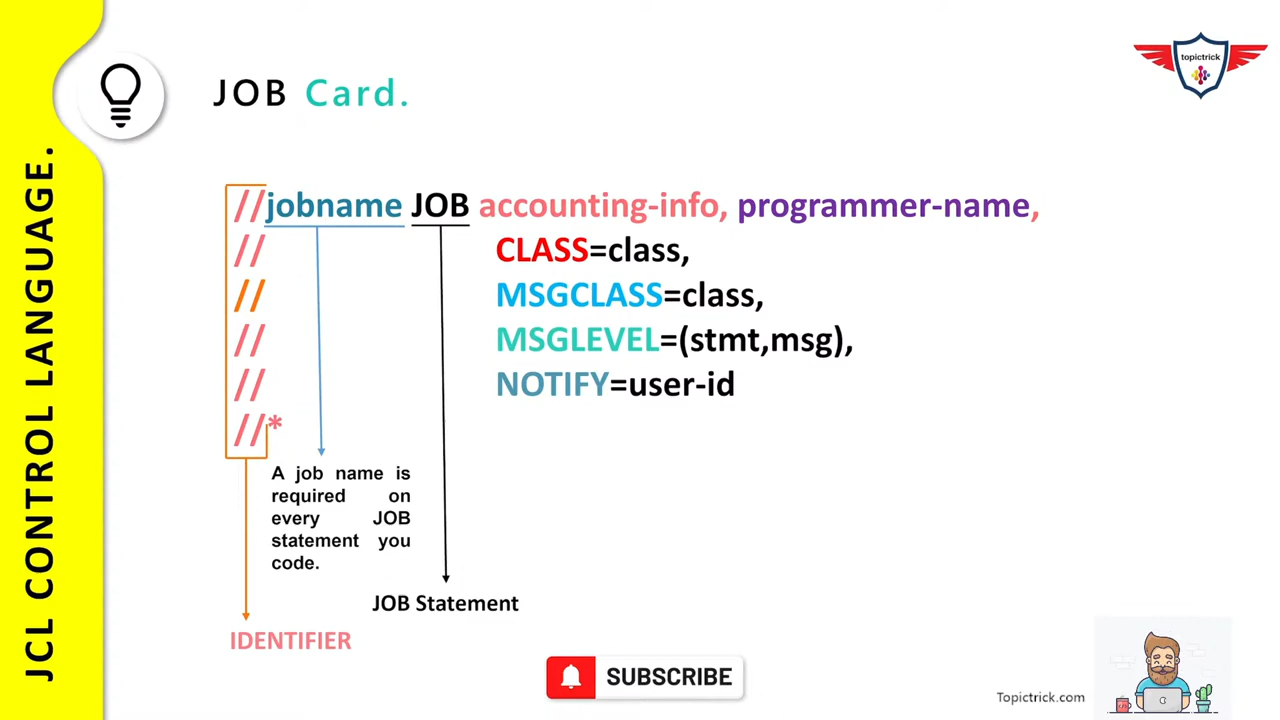 topictrick
JOB Card.
JCL CONTROL LANGUAGE.
//jobname JOB accounting-info, programmer-name,
// CLASS=class,
// MSGCLASS=class,
// MSGLEVEL=(stmt,msg),
// NOTIFY=user-id
//*
A job name is
required on
every JOB
statement you
code.
JOB Statement
IDENTIFIER
SUBSCRIBE
Topictrick.com